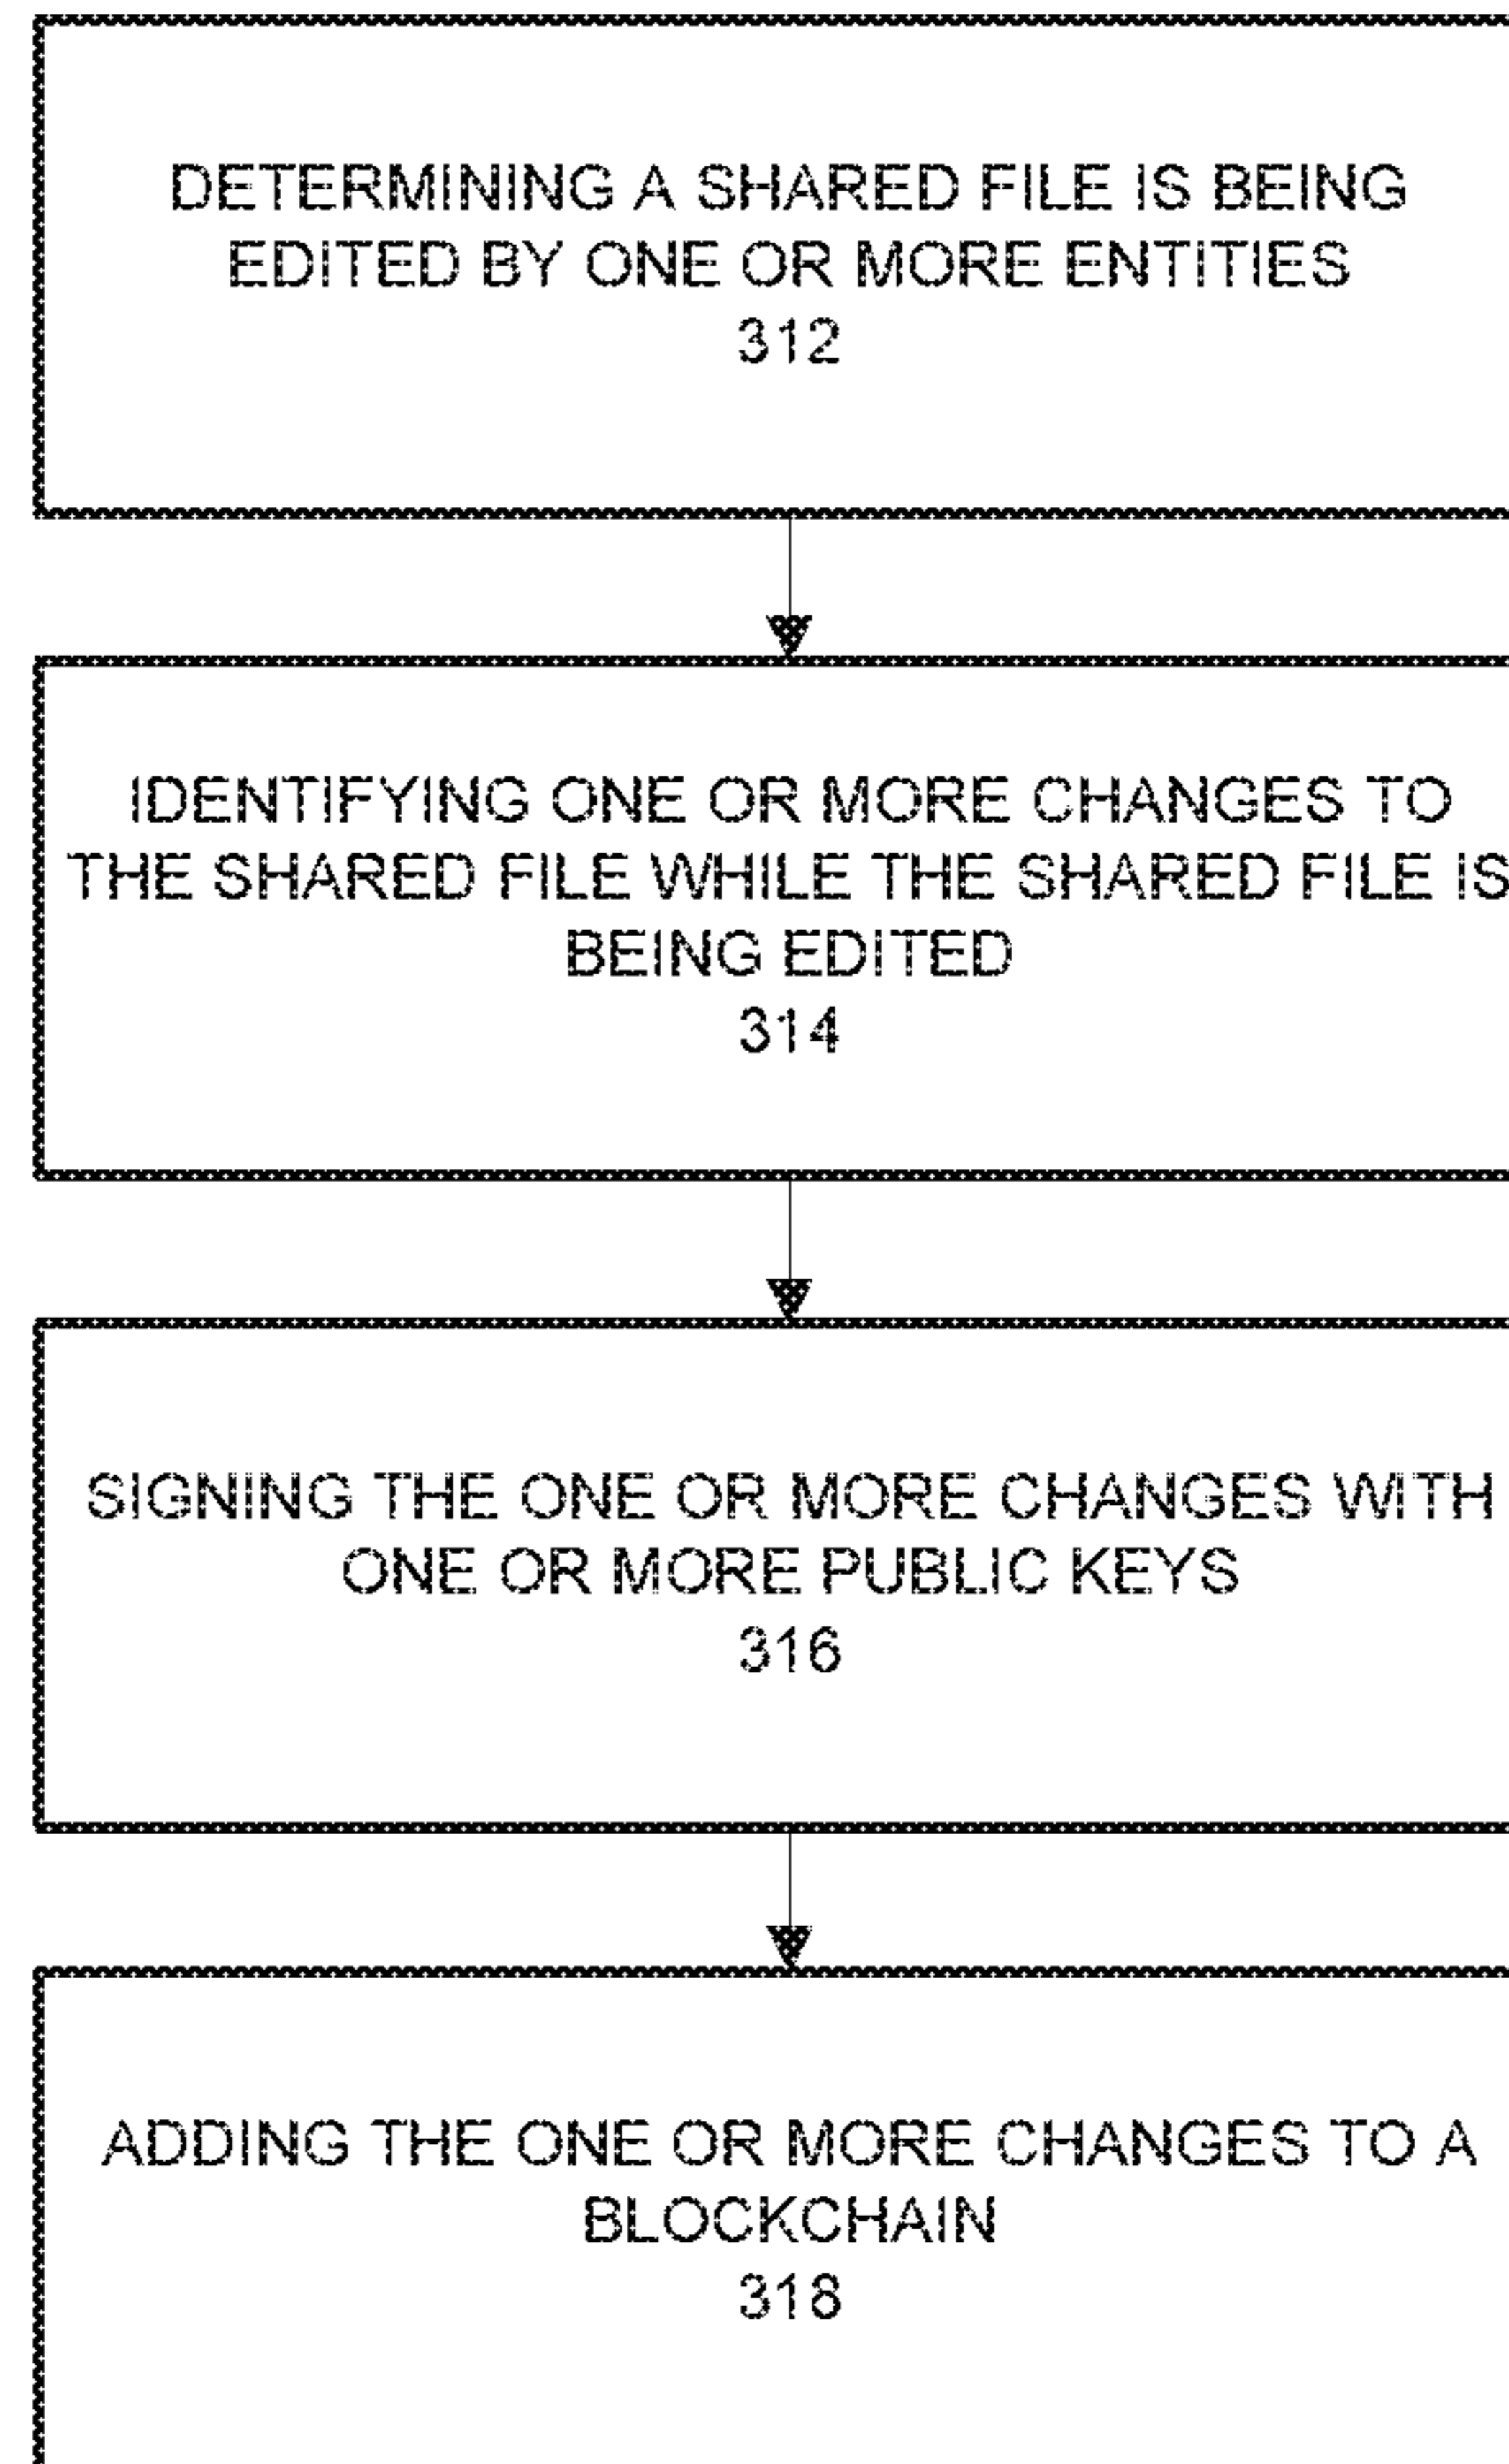 DETERMINING A SHARED FILE IS BEING
EDITED BY ONE OR MORE ENTITIES
312
IDENTIFYING ONE OR MORE CHANGES TO
THE SHARED FILE WHILE THE SHARED FILE IS
BEING EDITED
314
SIGNING THE ONE OR MORE CHANGES WITH
ONE OR MORE PUBLIC KEYS
316
ADDING THE ONE OR MORE CHANGES TO A
BLOCKCHAIN
318